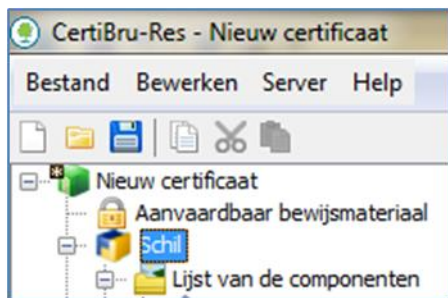 CertiBru-Res - Nieuw certificaat
Bestand Bewerken Server Help
Nieuw certificaat
Aanvaardbaar bewijsmateriaal
Schil
Lijst van de componenten